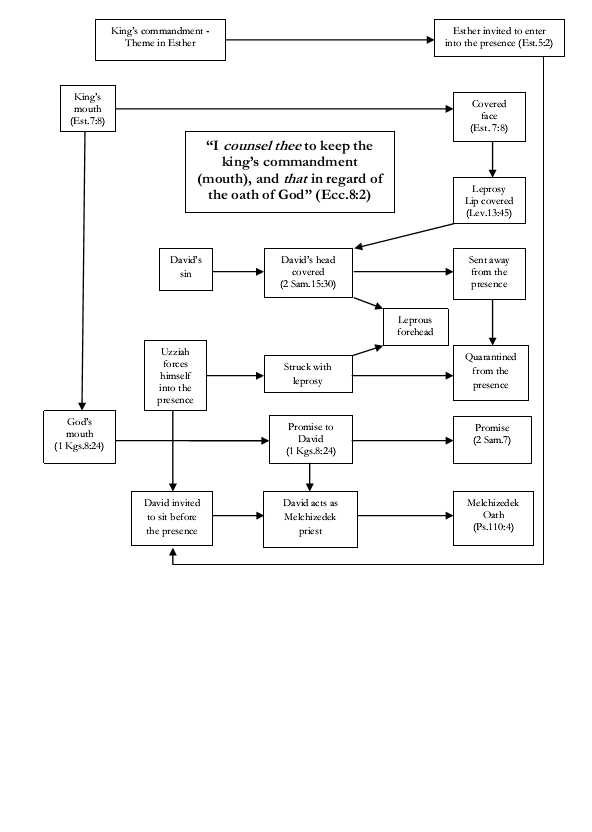 King's commandment -
Theme in Esther
Esther invited to enter
into the presence (Est.5:2)
King's
mouth
(Est.7:8)
Covered
face
(Est. 7:8)
"I counsel thee to keep the
king's commandment
(mouth), and that in regard of
the oath of God" (Ecc.8:2)
Leprosy
Lip covered
(Lev.13:45)
David's
sin
David's head
covered
(2 Sam.15:30)
Sent away
from the
presence
Leprous
forehead
Uzziah
forces
himself
into the
presence
Struck with
leprosy
Quarantined
from the
presence
God's
mouth
(1 Kgs.8:24)
Promise to
David
(1 Kgs.8:24)
Promise
(2 Sam.7)
David invited
to sit before
the presence
David acts as
Melchizedek
priest
Melchizedek
Oath
(Ps.110:4)